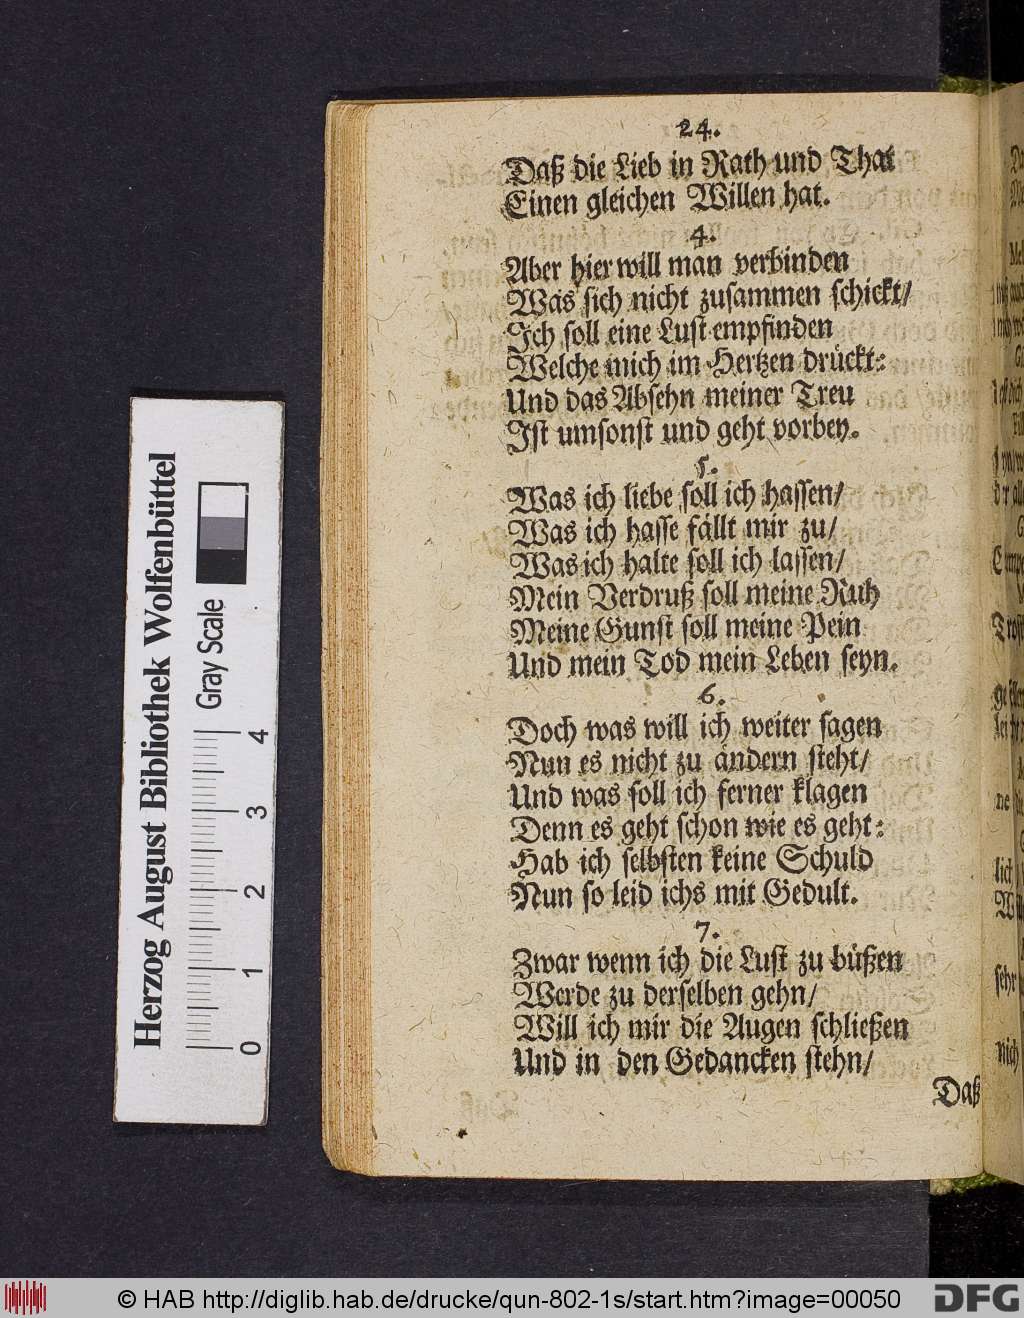 24.
Daß die Lieb in Rath und That
Einen gleichen Willen hat.
4.
Aber hier will man verbinden
Was sich nicht zusammen schickt/
Ich soll eine Lust empfinden
Welche mich im Hertzen drückt:
Und das Absehn meiner Treu
Ist umsonst und geht vorbey.
5.
Was ich liebe soll ich hassen/
Was ich hasse fällt mir zu/
Was ich halte soll ich lassen/
Mein Verdruß soll meine Ruh
Meine Gunst soll meine Pein
Und mein Tod mein Leben seyn.
6.
Doch was will ich weiter sagen
Nun es nicht zu ändern steht/
Und was soll ich ferner klagen
Denn es geht schon wie es geht:
Hab ich selbsten keine Schuld
Nun so leid ichs mit Gedult.
7.
Zwar wenn ich die Lust zu büßen
Werde zu derselben gehn/
Will ich mir die Augen schließen
Und in den Gedancken stehn/
Daß
Herzog August Bibliothek Wolfenbüttel
Gray Scale
0 1 2 3 4
© HAB http://diglib.hab.de/drucke/qun-802-1s/start.htm?image=00050
DFG